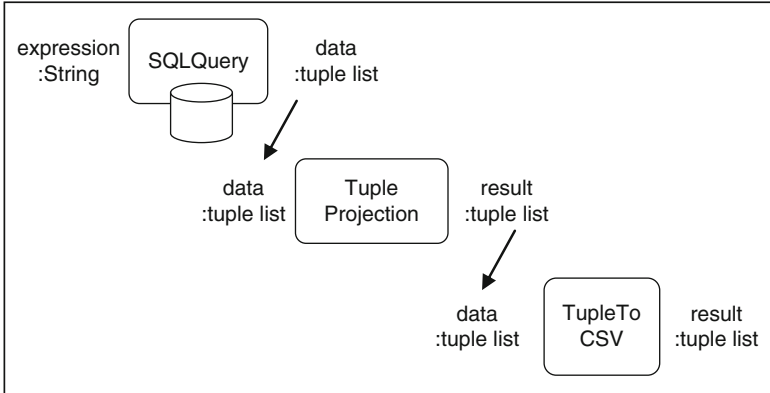 expression
:String
SQLQuery
data
:tuple list
data
:tuple list
Tuple
Projection
result
:tuple list
data
:tuple list
TupleTo
CSV
result
:tuple list